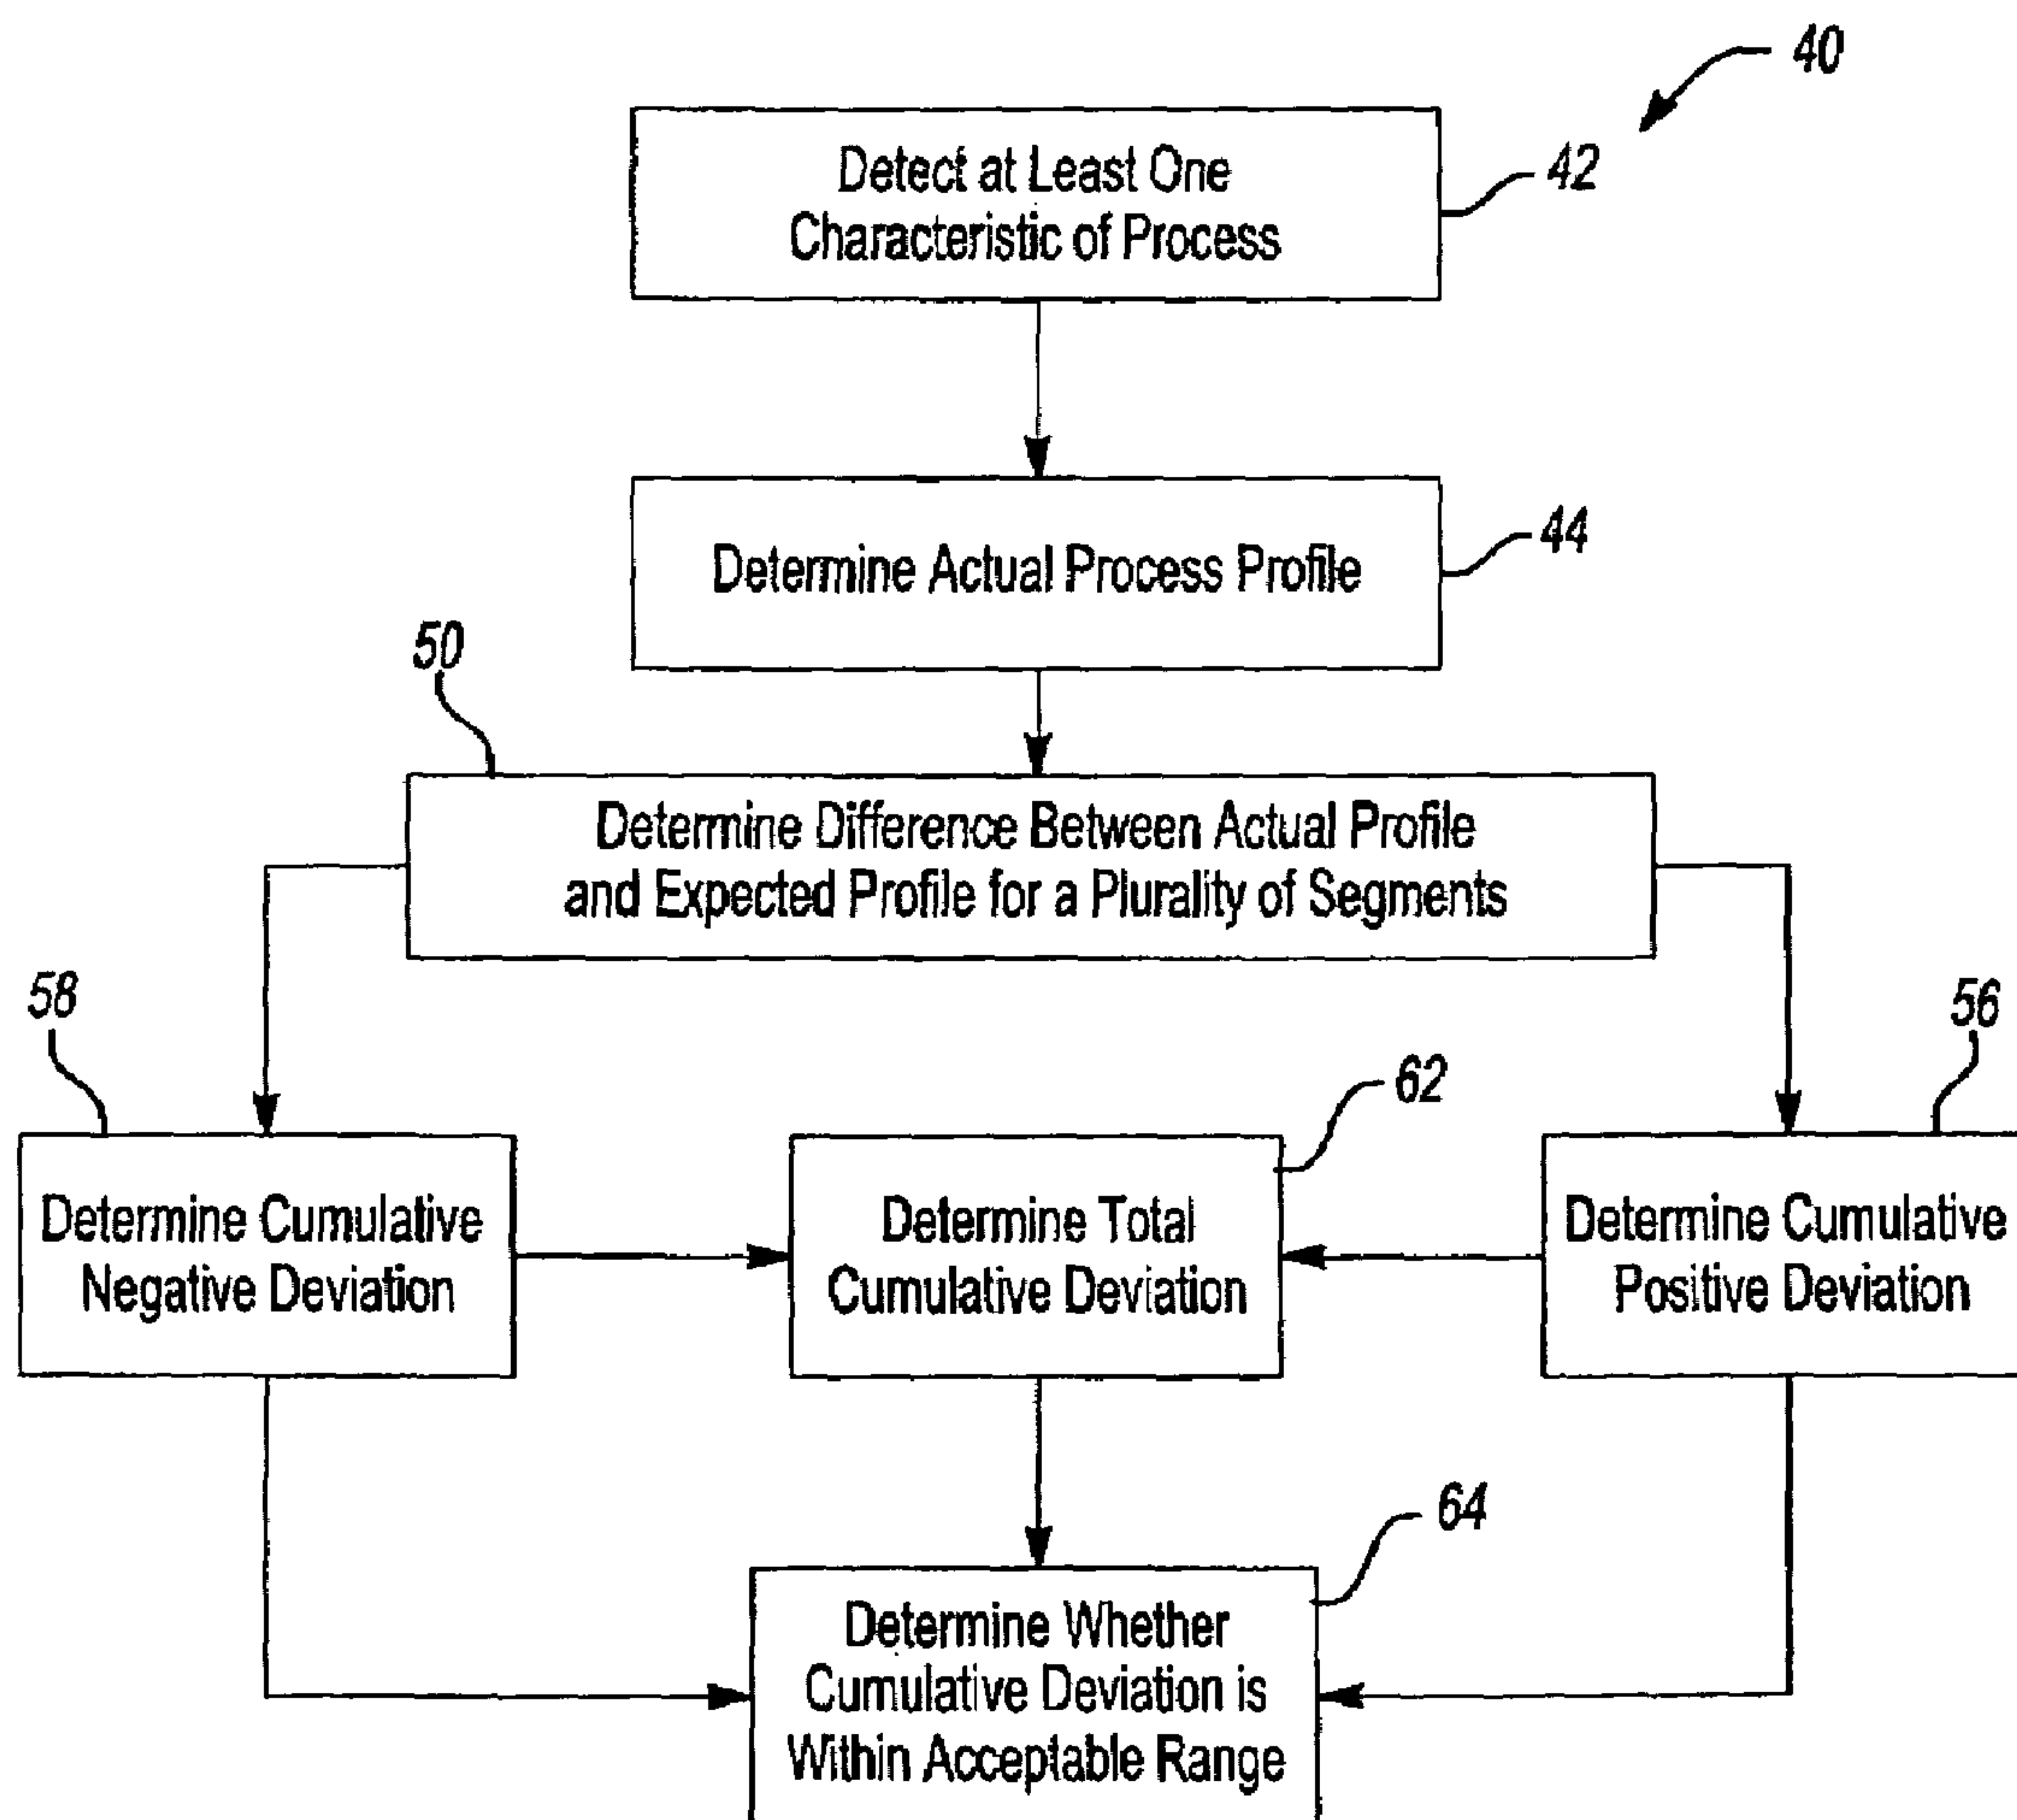 40
Detect at Least One
Characteristic of Process
42
Determine Actual Process Profile
44
50
Determine Difference Between Actual Profile
and Expected Profile for a Plurality of Segments
58
56
62
Determine Cumulative
Negative Deviation
Determine Total
Cumulative Deviation
Determine Cumulative
Positive Deviation
64
Determine Whether
Cumulative Deviation is
Within Acceptable Range